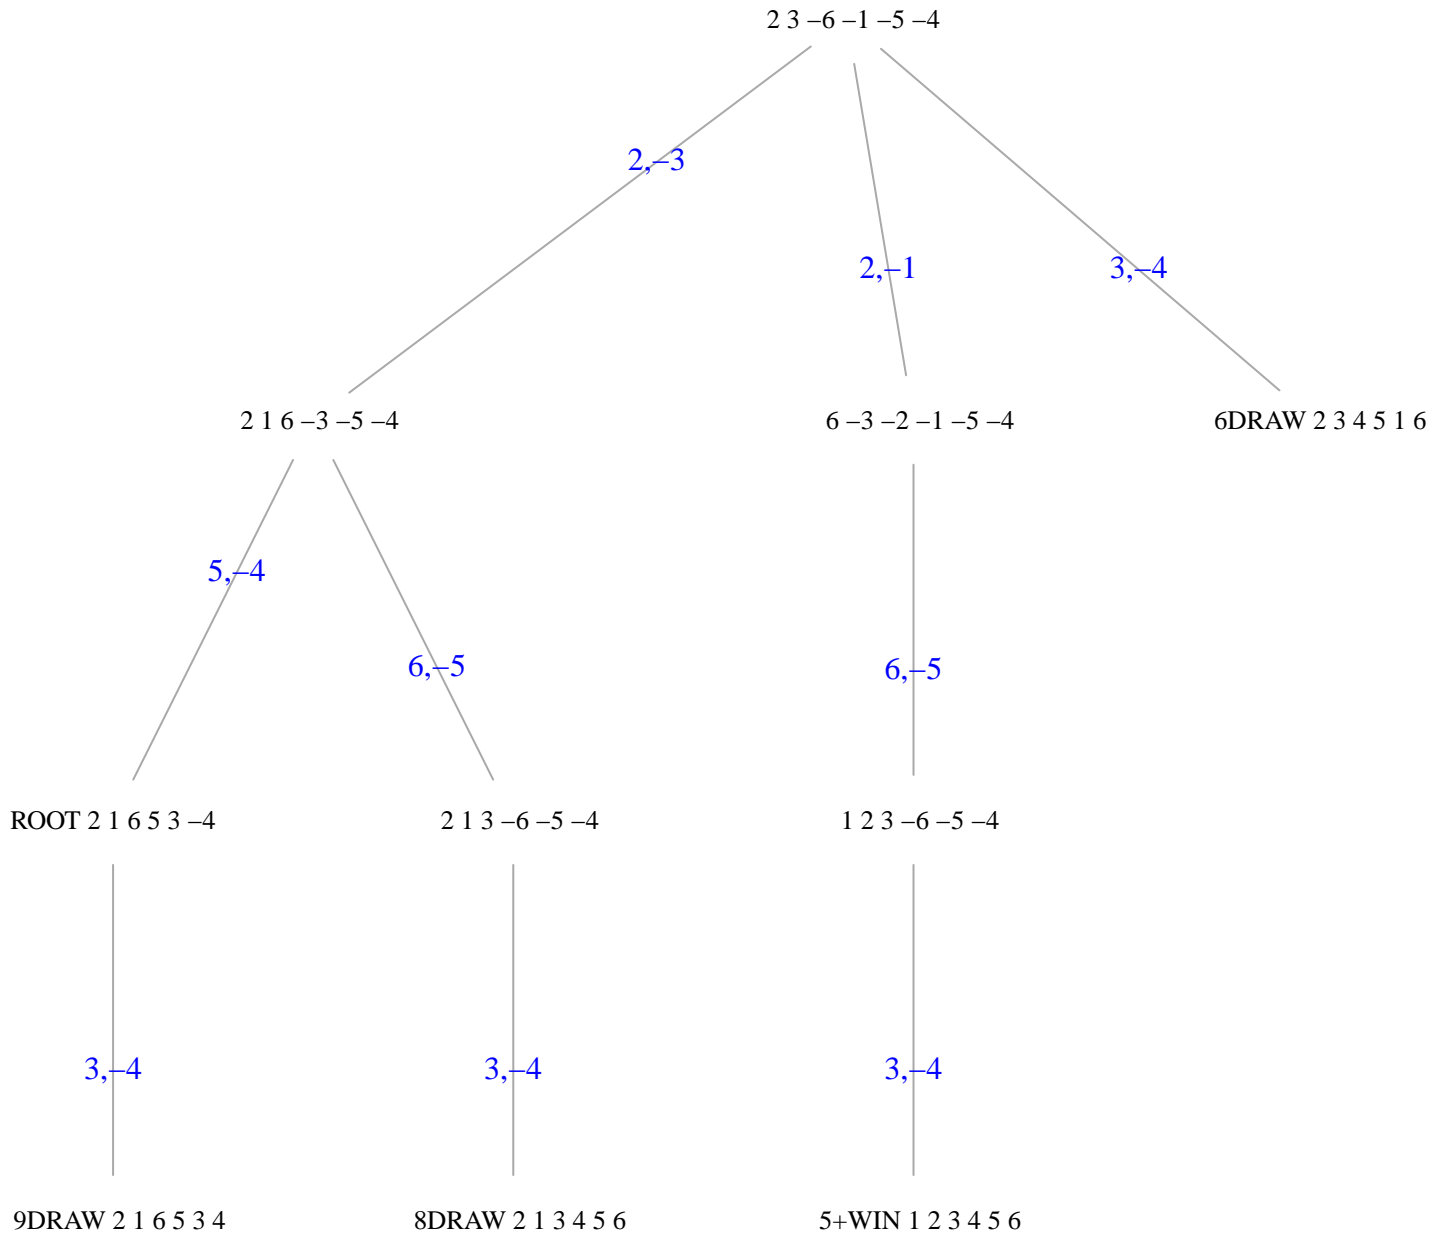 2 3 –6 –1 –5 –4
2,–3
2,–1
3,–4
2 1 6 –3 –5 –4
6 –3 –2 –1 –5 –4
6DRAW 2 3 4 5 1 6
5,–4
6,–5
6,–5
ROOT 2 1 6 5 3 –4
2 1 3 –6 –5 –4
1 2 3 –6 –5 –4
3,–4
3,–4
3,–4
9DRAW 2 1 6 5 3 4
8DRAW 2 1 3 4 5 6
5+WIN 1 2 3 4 5 6